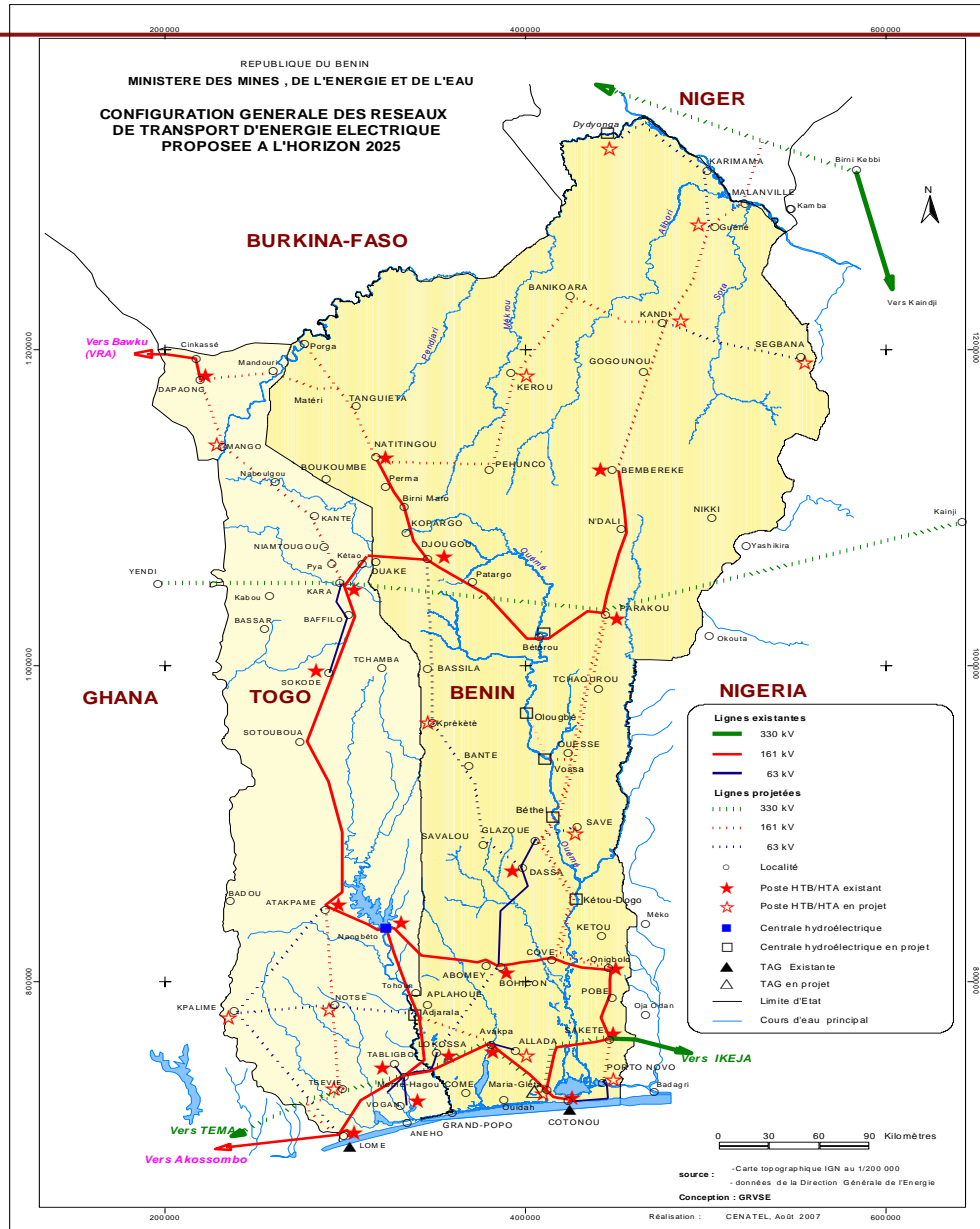 200000 400000 600000
REPUBLIQUE DU BENIN
MINISTERE DES MINES , DE L'ENERGIE ET DE L'EAU
CONFIGURATION GENERALE DES RESEAUX
DE TRANSPORT D'ENERGIE ELECTRIQUE
PROPOSEE A L'HORIZON 2025
NIGER
Dydyonga
KARIMAMA
Birni Kebbi
MALANVILLE
Kamba
N
Guéné
Alibori
BURKINA-FASO
Sota
BANIKOARA
Vers Kaindji
Mékrou
KANDI
Pendjari
Vers Bawku
(VRA)
Cinkassé
Porga
SEGBANA
1200000
1200000
Mandouri
GOGOUNOU
DAPAONG
KEROU
Matéri
TANGUIETA
MANGO
NATITINGOU
BOUKOUMBE
PEHUNCO
BEMBEREKE
Naboulgou
Perma
Birni Maro
KANTE
NIKKI
KOPARGO
N'DALI
Kainji
NIAMTOUGOU
DJOUGOU
Yashikira
Kétao
Ouémé
Pya
OUAKE
YENDI
KARA
Patargo
Kabou
BAFFILO
PARAKOU
BASSAR
Okouta
Bétérou
1000000
1000000
TCHAMBA
BASSILA
SOKODE
TCHAOUROU
GHANA
TOGO
BENIN
NIGERIA
Olougbé
Kprèkètè
SOTOUBOUA
OUESSE
BANTE
Vossa
Béthe
SAVE
GLAZOUE
SAVALOU
Ouémé
DASSA
BADOU
ATAKPAME
Kétou-Dogo
Mèko
Nangbéto
KETOU
COVE
Onigbolo
ABOMEY
BOHICON
800000
800000
Tohoun
POBE
NOTSE
APLAHOUE
KPALIME
Adjarala
Oja Odan
SAKETE
Avakpa
LOKOSSA
ALLADA
TABLIGBO
Vers IKEJA
PORTO NOVO
TSEVIE
Momé-Hagou
COME
Maria-Gléta
Badagri
VOGAN
Ouidah
Vers TEMA
GRAND-POPO
COTONOU
ANEHO
LOME
Vers Akossombo
Lignes existantes
330 kV
161 kV
63 kV
Lignes projetées
330 kV
161 kV
63 kV
Localité
Poste HTB/HTA existant
Poste HTB/HTA en projet
Centrale hydroélectrique
Centrale hydroélectrique en projet
TAG Existante
TAG en projet
Limite d'Etat
Cours d'eau principal
0 30 60 90 Kilomètres
source : -Carte topographique IGN au 1/200 000
- données de la Direction Générale de l'Energie
Conception : GRVSE
Réalisation : CENATEL, Août 2007
200000 400000 600000